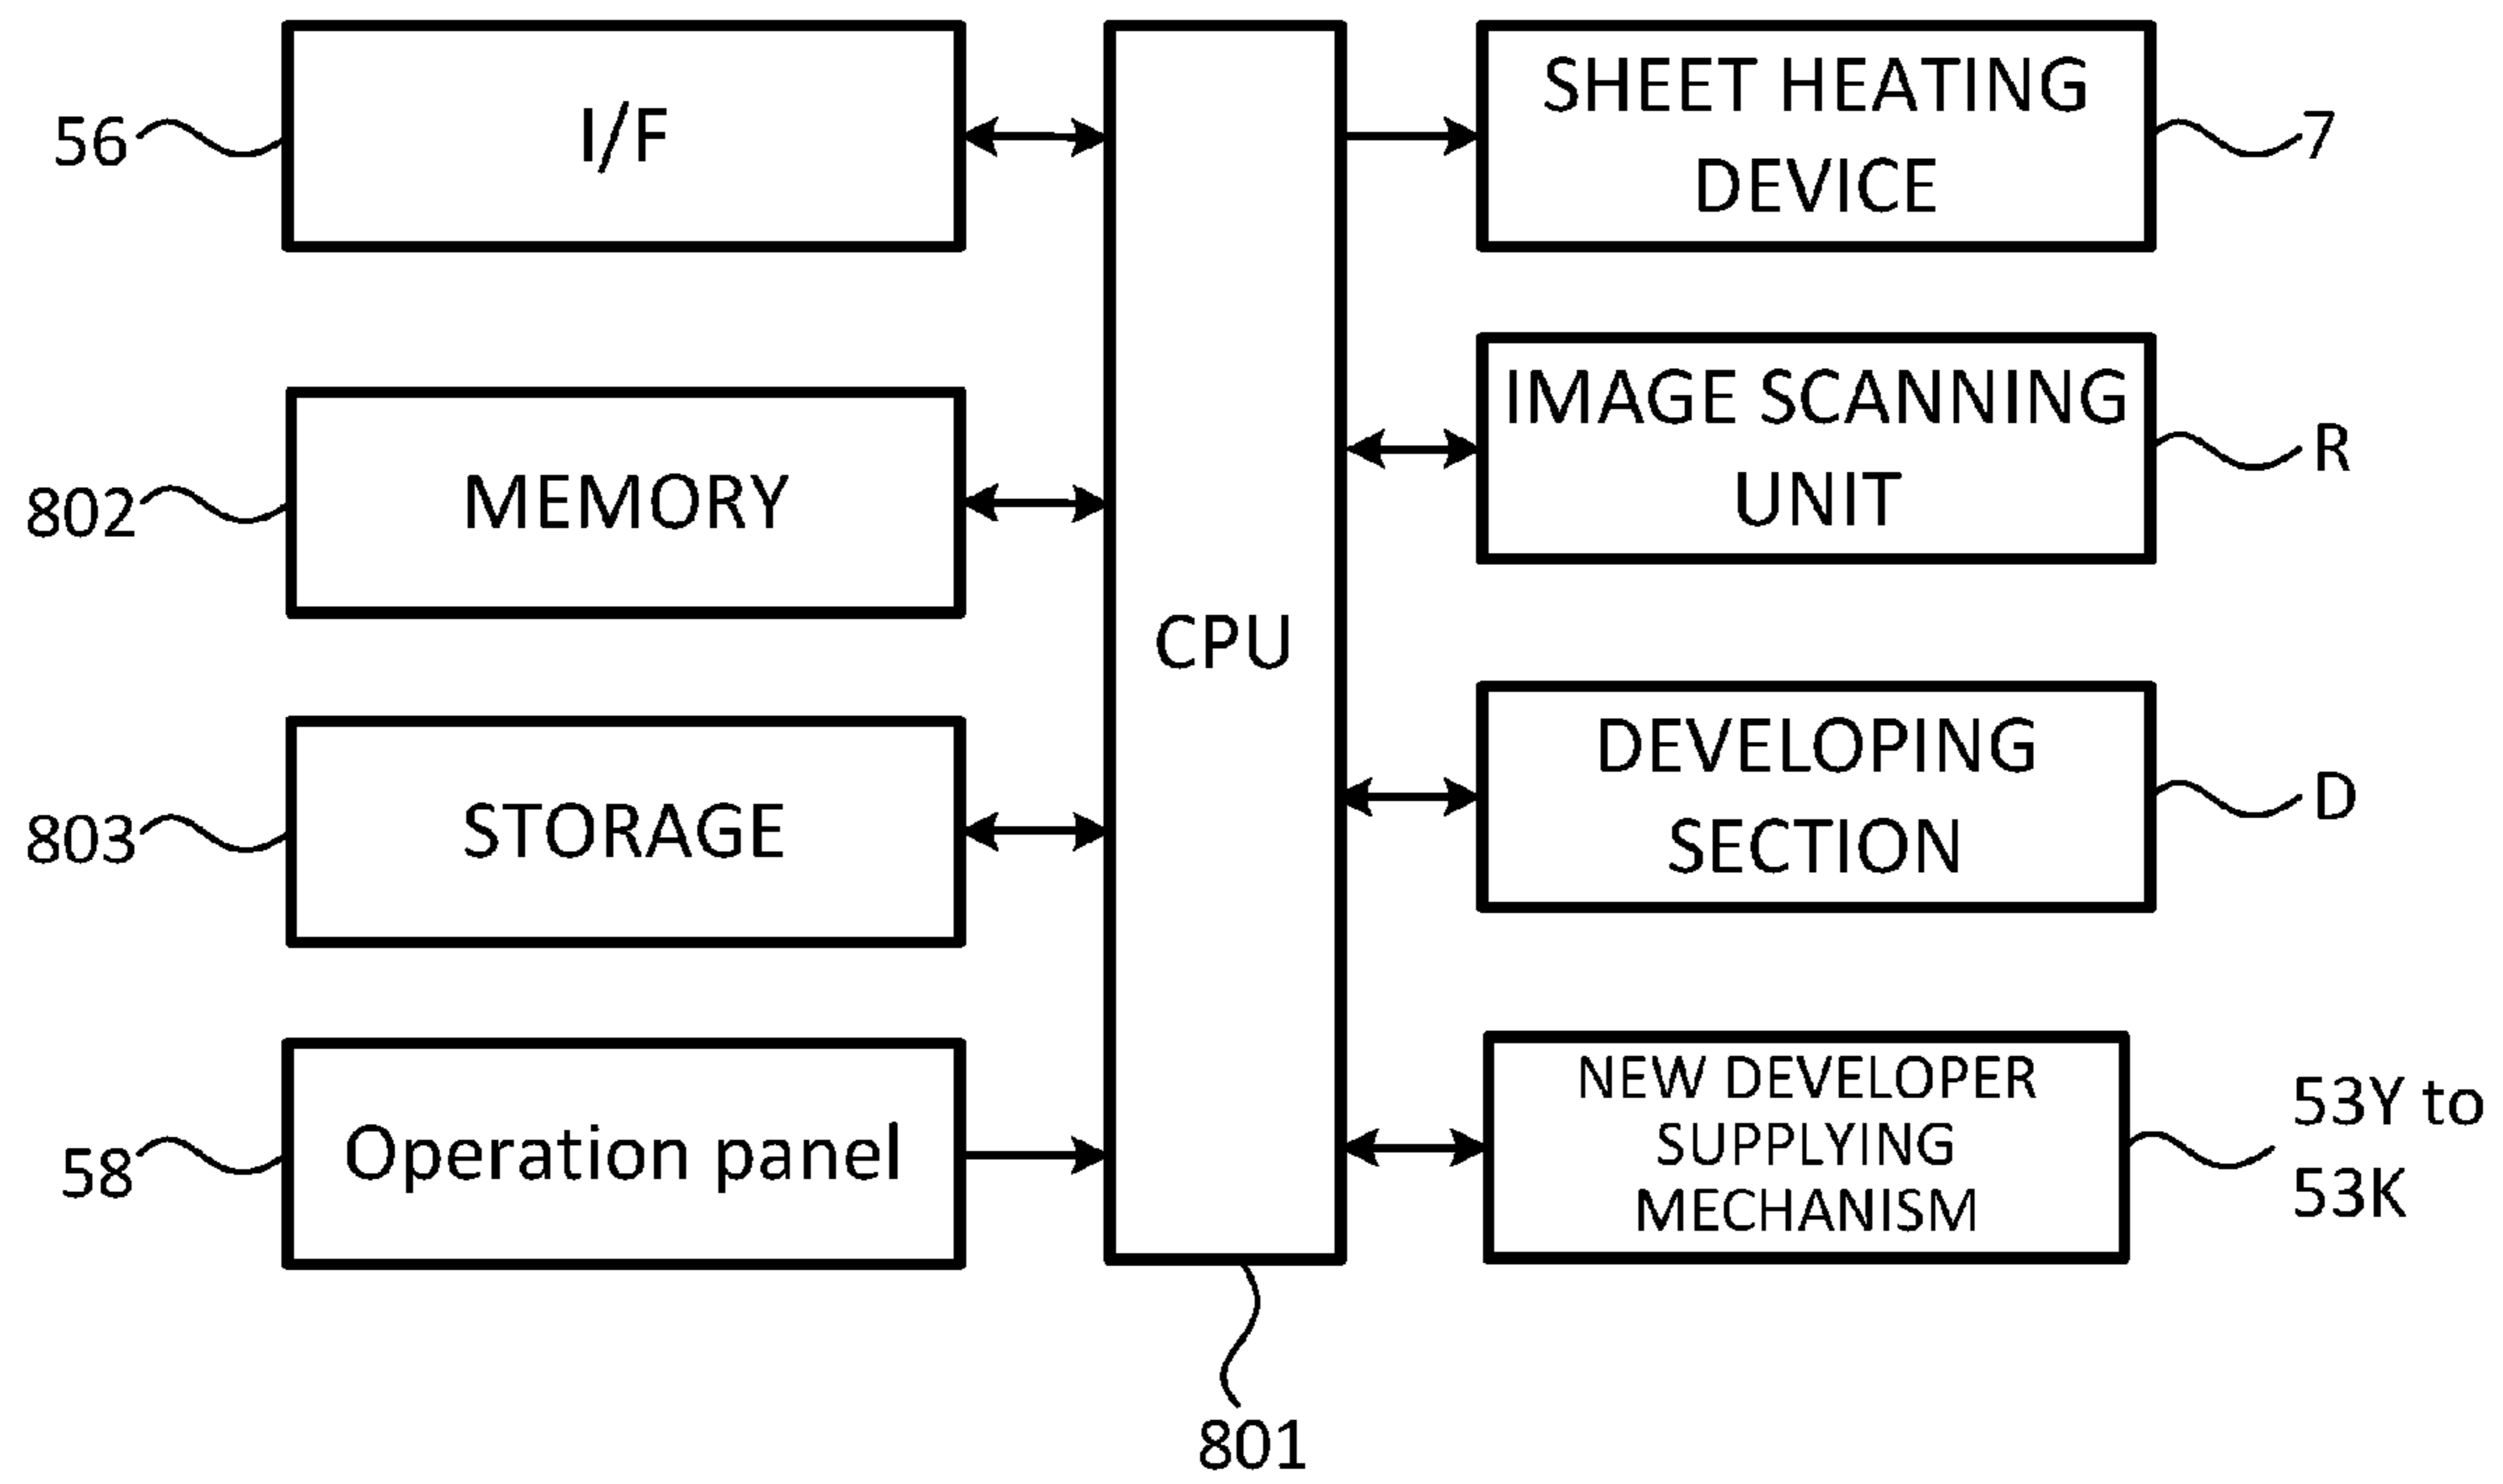 56
I/F
802
MEMORY
803
STORAGE
58
Operation panel
CPU
801
SHEET HEATING
DEVICE
7
IMAGE SCANNING
UNIT
R
DEVELOPING
SECTION
D
NEW DEVELOPER
SUPPLYING
MECHANISM
53Y to
53K